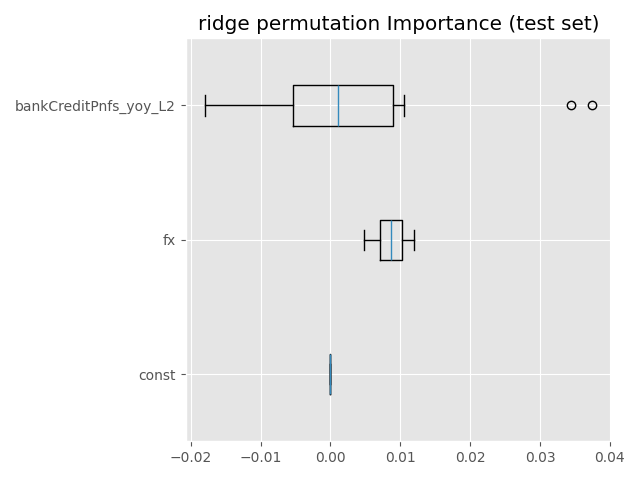 ridge permutation Importance (test set)
bankCreditPnfs_yoy_L2
fx
const
−0.02 −0.01 0.00 0.01 0.02 0.03 0.04